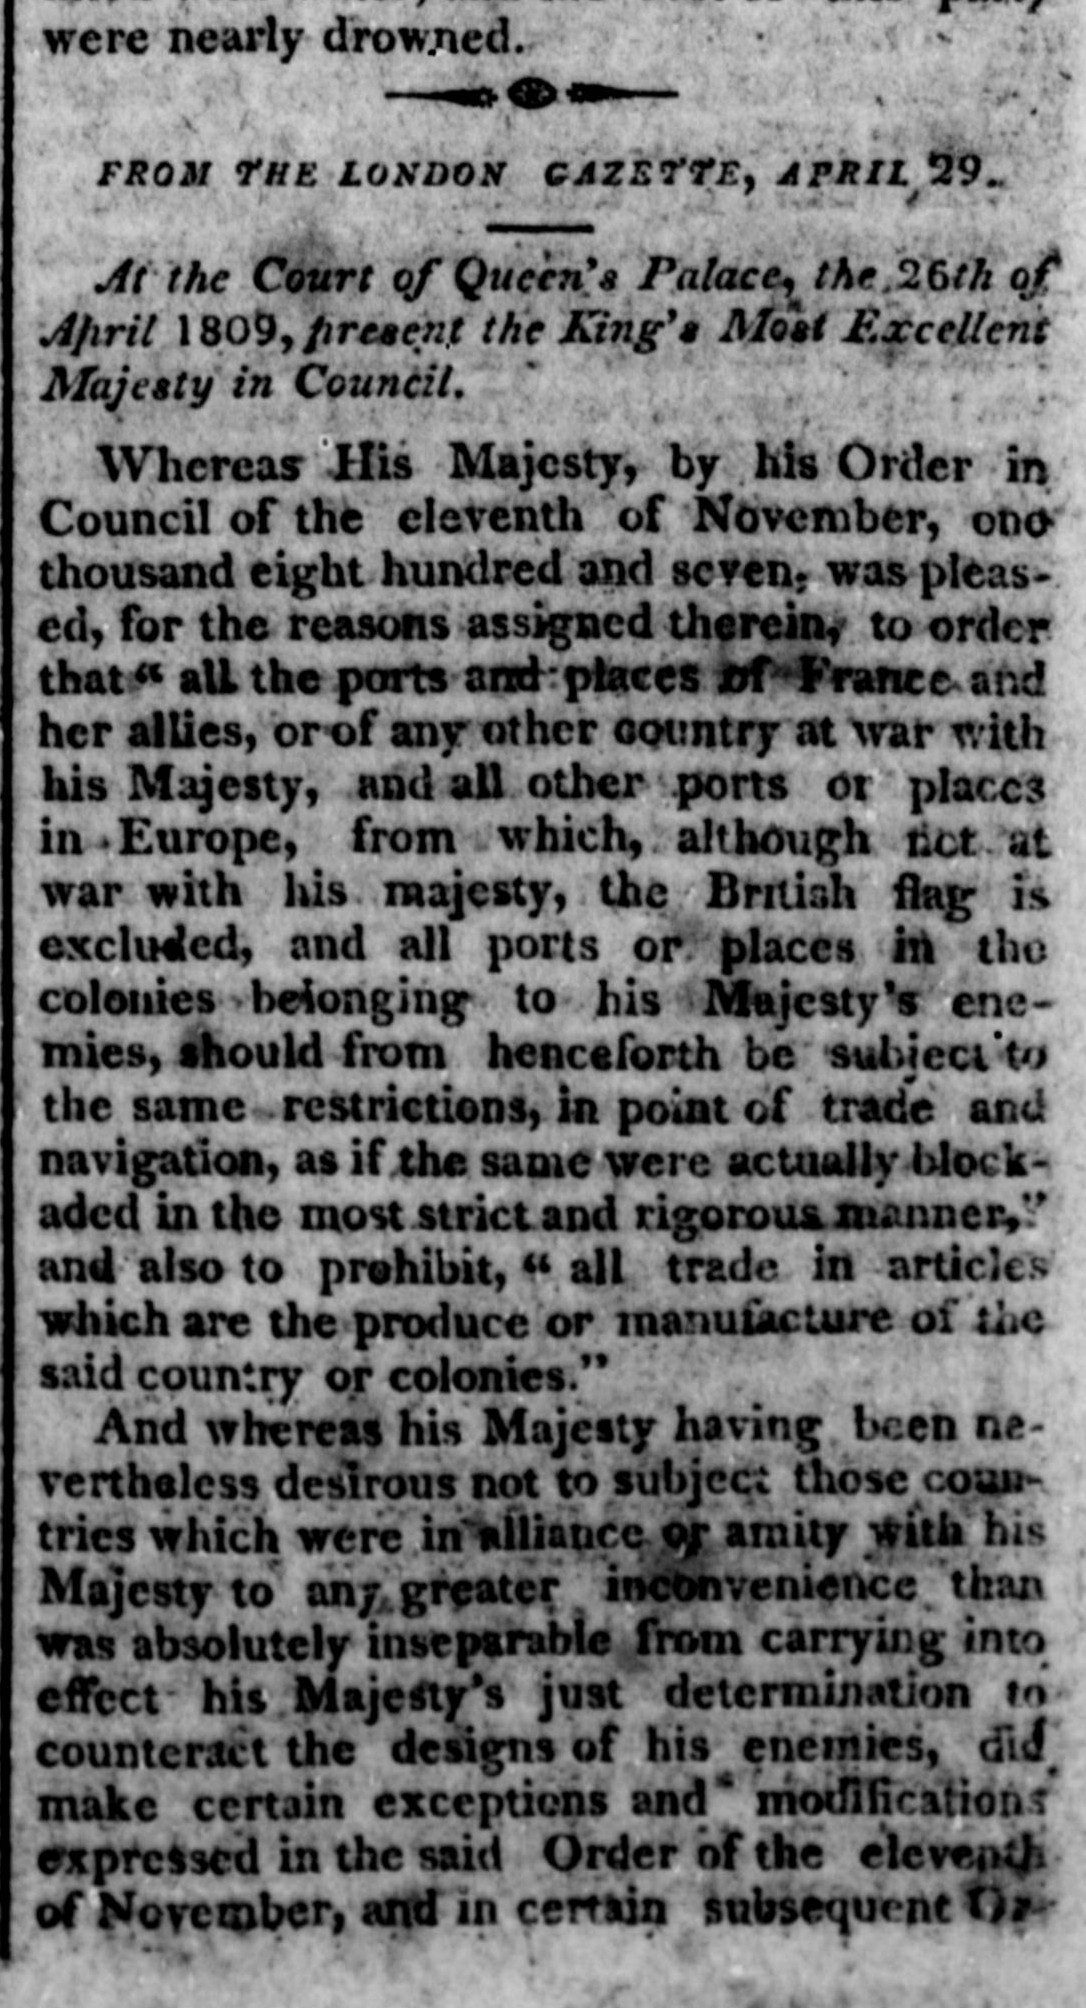 were nearly drowned.
FROM THE LONDON GAZETTE, APRIL 29.
At the Court of Queen's Palace, the 26th of
April 1809, present the King's Most Excellent
Majesty in Council.
Whereas His Majesty, by his Order in
Council of the eleventh of November, one
thousand eight hundred and seven, was pleas-
ed, for the reasons assigned therein, to order
that “ all the ports and places of France and
her allies, or of any other country at war with
his Majesty, and all other ports or places
in Europe, from which, although not at
war with his majesty, the British flag is
excluded, and all ports or places in the
colonies belonging to his Majesty's ene-
mies, should from henceforth be subject to
the same restrictions, in point of trade and
navigation, as if the same were actually block-
aded in the most strict and rigorous manner,”
and also to prohibit, “ all trade in articles
which are the produce or manufacture of the
said country or colonies.”
And whereas his Majesty having been ne-
vertheless desirous not to subject those coun-
tries which were in alliance or amity with his
Majesty to any greater inconvenience than
was absolutely inseparable from carrying into
effect his Majesty's just determination to
counteract the designs of his enemies, did
make certain exceptions and modifications
expressed in the said Order of the eleventh
of November, and in certain subsequent Or-